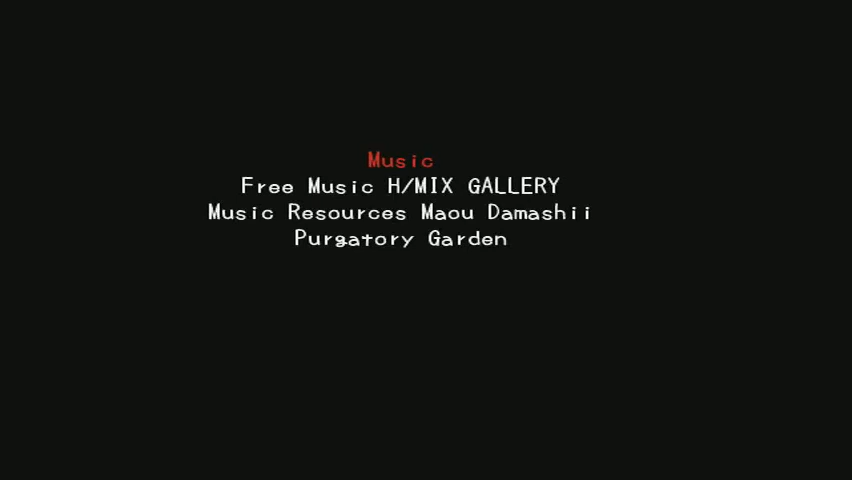 Music
Free Music H/MIX GALLERY
Music Resources Maou Damashii
Purgatory Garden